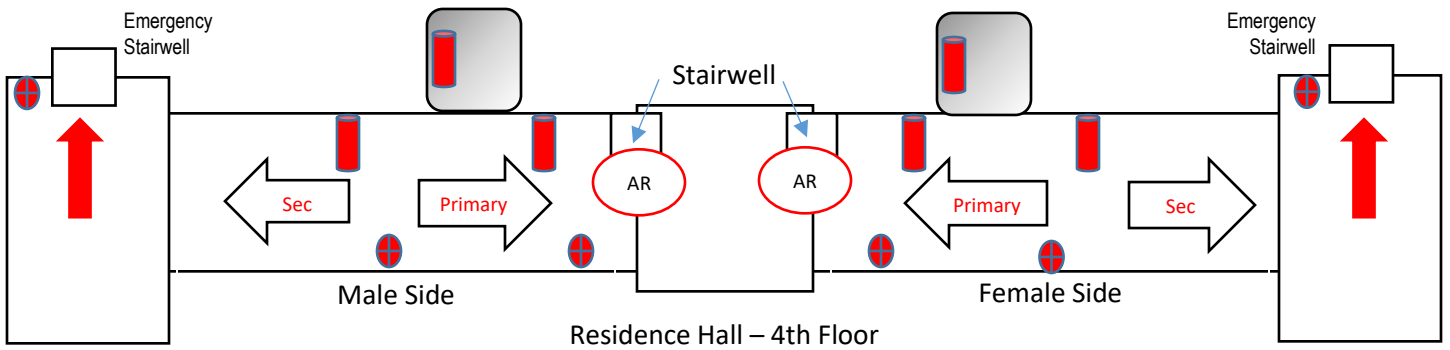 Emergency
Stairwell
Stairwell
Emergency
Stairwell
AR
AR
Sec
Primary
Primary
Sec
Male Side
Female Side
Residence Hall – 4th Floor